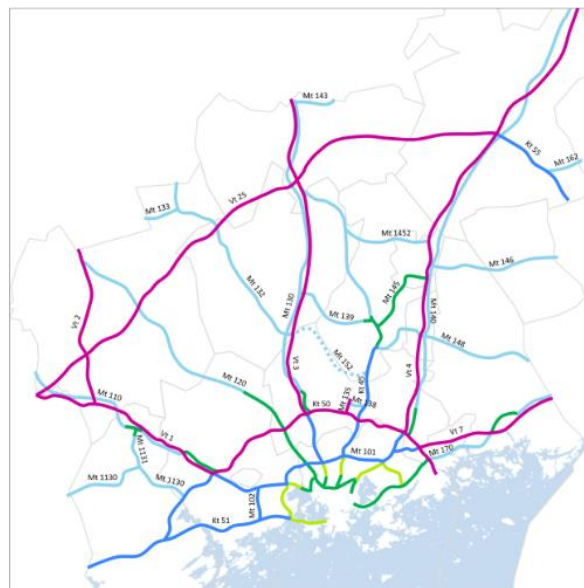 Mt 143
Kt 55
Mt 162
Vt 25
Mt 133
Mt 1452
Mt 146
Mt 145
Mt 132
Mt 130
Mt 140
Vt 2
Mt 139
Mt 148
Mt 152
Vt 3
Vt 4
Mt 120
Kt 45
Mt 110
Kt 50
Mt 135
Mt 138
Vt 7
Vt 1
Mt 101
Mt 170
Mt 1131
Mt 1130
Mt 1130
Mt 102
Kt 51